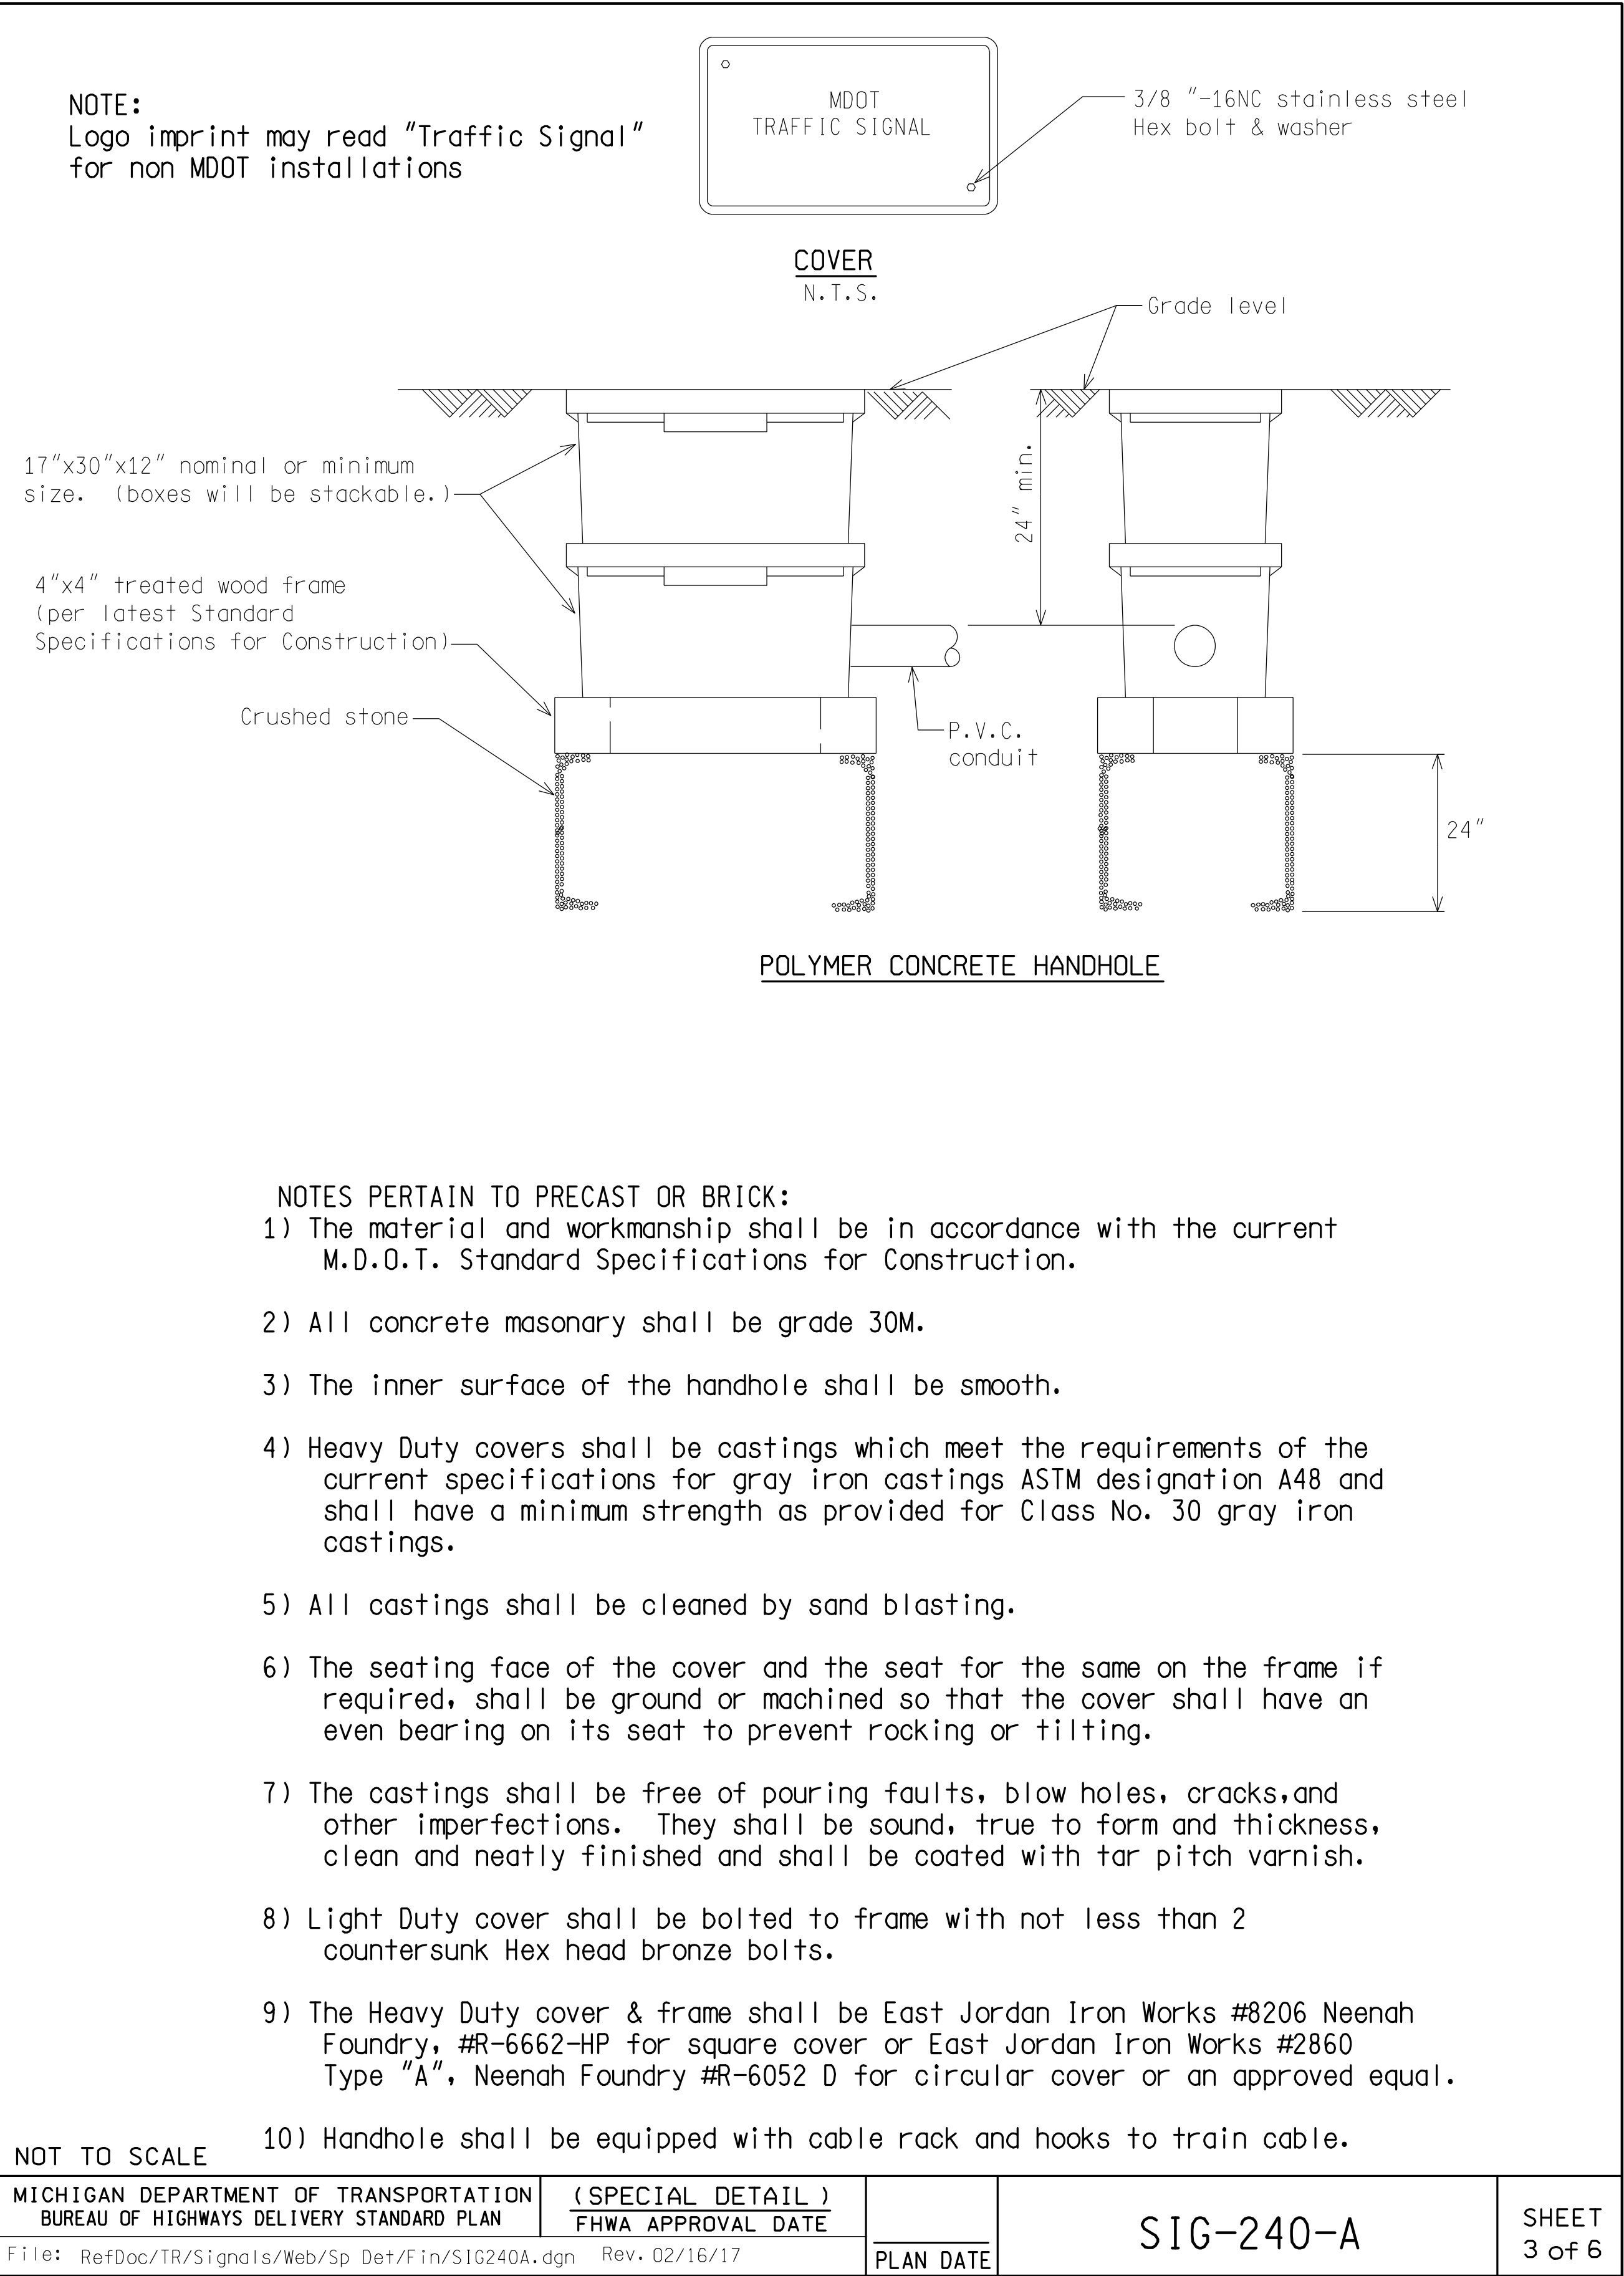 NOTE:
Logo imprint may read "Traffic Signal"
for non MDOT installations
MDOT
TRAFFIC SIGNAL
3/8 "-16NC stainless steel
Hex bolt & washer
COVER
N.T.S.
Grade level
17"x30"x12" nominal or minimum
size. (boxes will be stackable.)
24" min.
4"x4" treated wood frame
(per latest Standard
Specifications for Construction)
Crushed stone
P.V.C.
conduit
24"
POLYMER CONCRETE HANDHOLE
NOTES PERTAIN TO PRECAST OR BRICK:
1) The material and workmanship shall be in accordance with the current
M.D.O.T. Standard Specifications for Construction.
2) All concrete masonary shall be grade 30M.
3) The inner surface of the handhole shall be smooth.
4) Heavy Duty covers shall be castings which meet the requirements of the
current specifications for gray iron castings ASTM designation A48 and
shall have a minimum strength as provided for Class No. 30 gray iron
castings.
5) All castings shall be cleaned by sand blasting.
6) The seating face of the cover and the seat for the same on the frame if
required, shall be ground or machined so that the cover shall have an
even bearing on its seat to prevent rocking or tilting.
7) The castings shall be free of pouring faults, blow holes, cracks,and
other imperfections. They shall be sound, true to form and thickness,
clean and neatly finished and shall be coated with tar pitch varnish.
8) Light Duty cover shall be bolted to frame with not less than 2
countersunk Hex head bronze bolts.
9) The Heavy Duty cover & frame shall be East Jordan Iron Works #8206 Neenah
Foundry, #R-6662-HP for square cover or East Jordan Iron Works #2860
Type "A", Neenah Foundry #R-6052 D for circular cover or an approved equal.
10) Handhole shall be equipped with cable rack and hooks to train cable.
NOT TO SCALE
MICHIGAN DEPARTMENT OF TRANSPORTATION
BUREAU OF HIGHWAYS DELIVERY STANDARD PLAN
(SPECIAL DETAIL)
FHWA APPROVAL DATE
PLAN DATE
SIG-240-A
SHEET
3 of 6
File: RefDoc/TR/Signals/Web/Sp Det/Fin/SIG240A.dgn Rev. 02/16/17